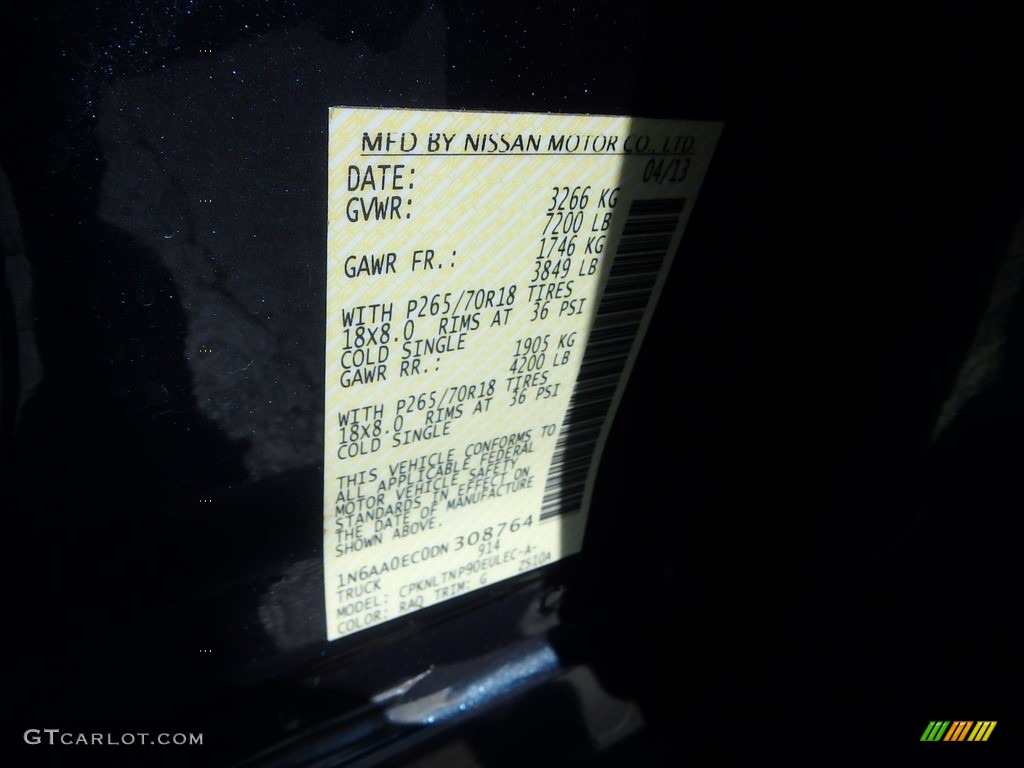 MFD BY NISSAN MOTOR CO., LTD.
DATE: 04/13
GVWR: 3266 KG
7200 LB
GAWR FR.: 1746 KG
3849 LB
WITH P265/70R18 TIRES
18X8.0 RIMS AT 36 PSI
COLD SINGLE
GAWR RR.: 1905 KG
4200 LB
WITH P265/70R18 TIRES
18X8.0 RIMS AT 36 PSI
COLD SINGLE
THIS VEHICLE CONFORMS TO
ALL APPLICABLE FEDERAL
MOTOR VEHICLE SAFETY
STANDARDS IN EFFECT ON
THE DATE OF MANUFACTURE
SHOWN ABOVE.
1N6AA0EC0DN308764
TRUCK 914
MODEL: CPKNLTNP90EULEC-A-
COLOR: RAQ TRIM: G ZS10A
GTCARLOT.COM